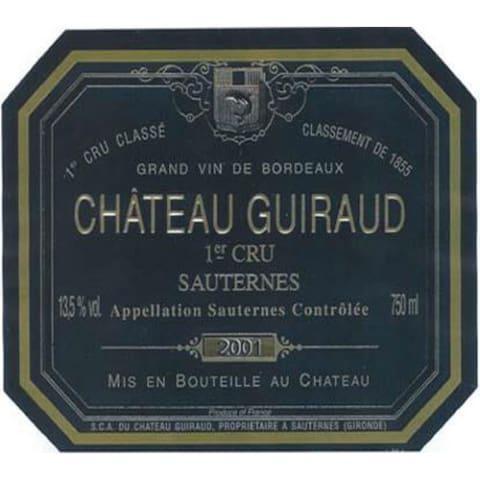 1er CRU CLASSÉ
CLASSEMENT DE 1855
GRAND VIN DE BORDEAUX
CHÂTEAU GUIRAUD
1er CRU
SAUTERNES
13,5 % vol. Appellation Sauternes Contrôlée 750 ml
2001
MIS EN BOUTEILLE AU CHATEAU
Produce of France
S.C.A. DU CHATEAU GUIRAUD, PROPRIETAIRE A SAUTERNES (GIRONDE)